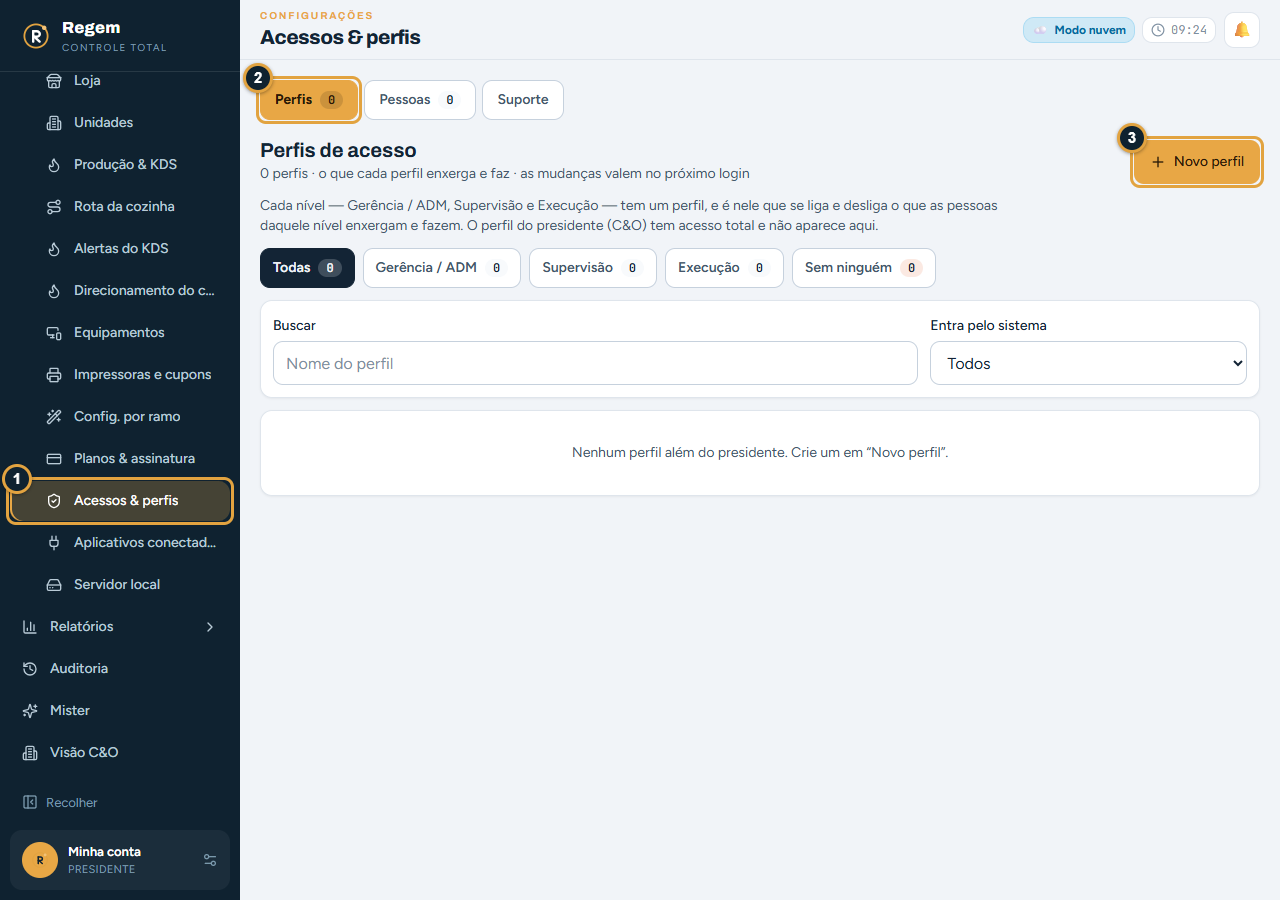 Regem
CONTROLE TOTAL
Loja
Unidades
Produção & KDS
Rota da cozinha
Alertas do KDS
Direcionamento do c...
Equipamentos
Impressoras e cupons
Config. por ramo
Planos & assinatura
1
Acessos & perfis
Aplicativos conectad...
Servidor local
Relatórios
Auditoria
Mister
Visão C&O
Recolher
R
Minha conta
PRESIDENTE
CONFIGURAÇÕES
Acessos & perfis
Modo nuvem
09:24
2
Perfis 0
Pessoas 0
Suporte
Perfis de acesso
0 perfis · o que cada perfil enxerga e faz · as mudanças valem no próximo login
3
+ Novo perfil
Cada nível — Gerência / ADM, Supervisão e Execução — tem um perfil, e é nele que se liga e desliga o que as pessoas
daquele nível enxergam e fazem. O perfil do presidente (C&O) tem acesso total e não aparece aqui.
Todas 0
Gerência / ADM 0
Supervisão 0
Execução 0
Sem ninguém 0
Buscar
Nome do perfil
Entra pelo sistema
Todos
Nenhum perfil além do presidente. Crie um em “Novo perfil”.